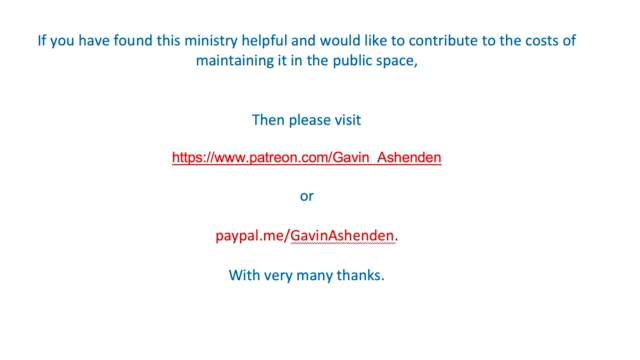 If you have found this ministry helpful and would like to contribute to the costs of
maintaining it in the public space,
Then please visit
https://www.patreon.com/Gavin_Ashenden
or
paypal.me/GavinAshenden.
With very many thanks.